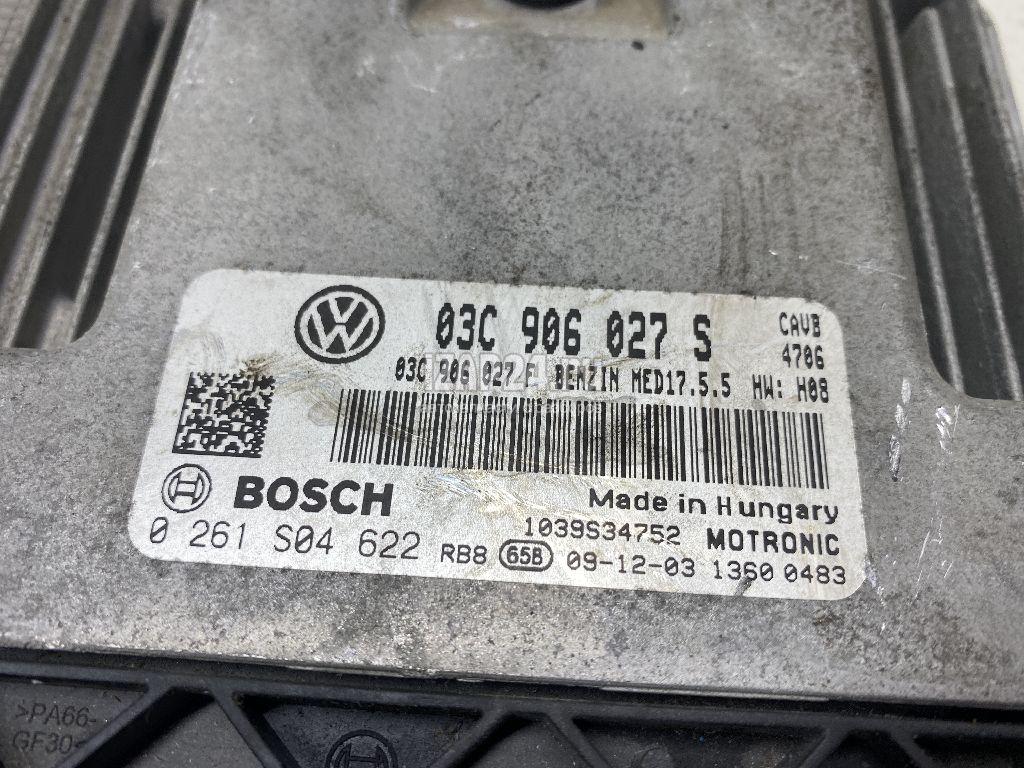 03C 906 027 S CAVB
4706
03C 906 027 F BENZIN MED17.5.5 HW: H08
BOSCH Made in Hungary
1039S34752 MOTRONIC
0 261 S04 622 RB8 65B 09-12-03 1360 0483
>PA66-
GF30<